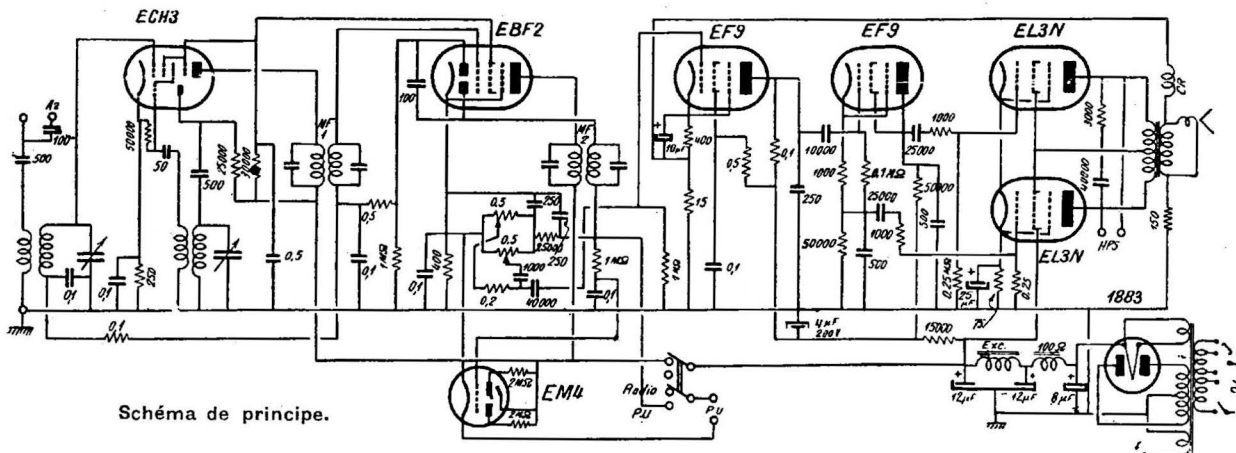 ECH3
EBF2
EF9
EF9
EL3N
A2
100
500
50000
50
500
25000
30000
MF
1
100
MF
2
10µF
400
15
0,5
0,1
10000
250
1000
0,1MΩ
25000
1000
25000
1000
50000
500
3000
40000
CR
150
HPS
EL3N
0,1
0,1
250
0,5
0,5
0,1
1MΩ
0,1
400
0,5
0,5
250
25000
250
1000
0,2
40000
1MΩ
0,1
1MΩ
0,1
50000
500
0,25MΩ
25
µF
75
0,25
1883
0,1
4µF
200V
15000
Exc.
100Ω
12µF
12µF
8µF
EM4
2MΩ
2MΩ
Radio
P.U
P.U
Schéma de principe.